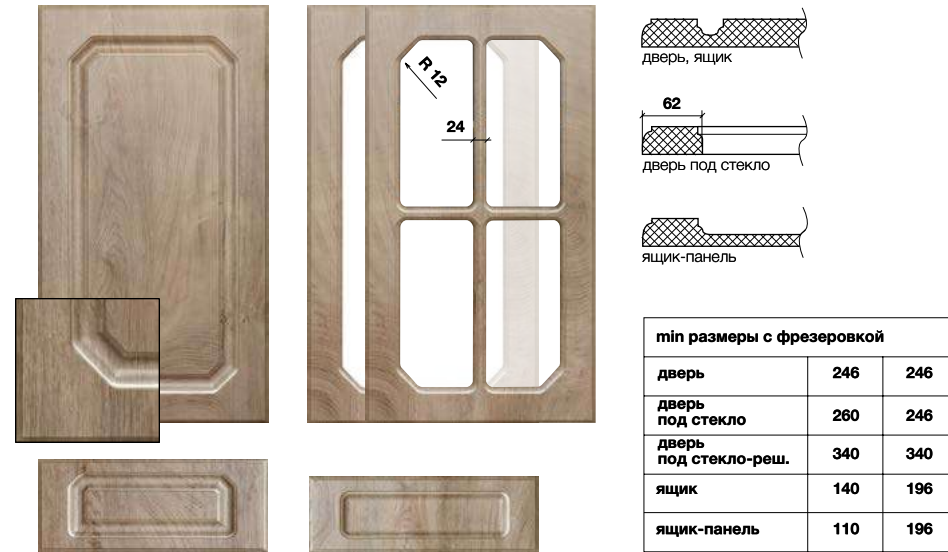 R 12
24
дверь, ящик
62
дверь под стекло
ящик-панель
min размеры с фрезеровкой
дверь 246 246
дверь
под стекло 260 246
дверь
под стекло-реш. 340 340
ящик 140 196
ящик-панель 110 196